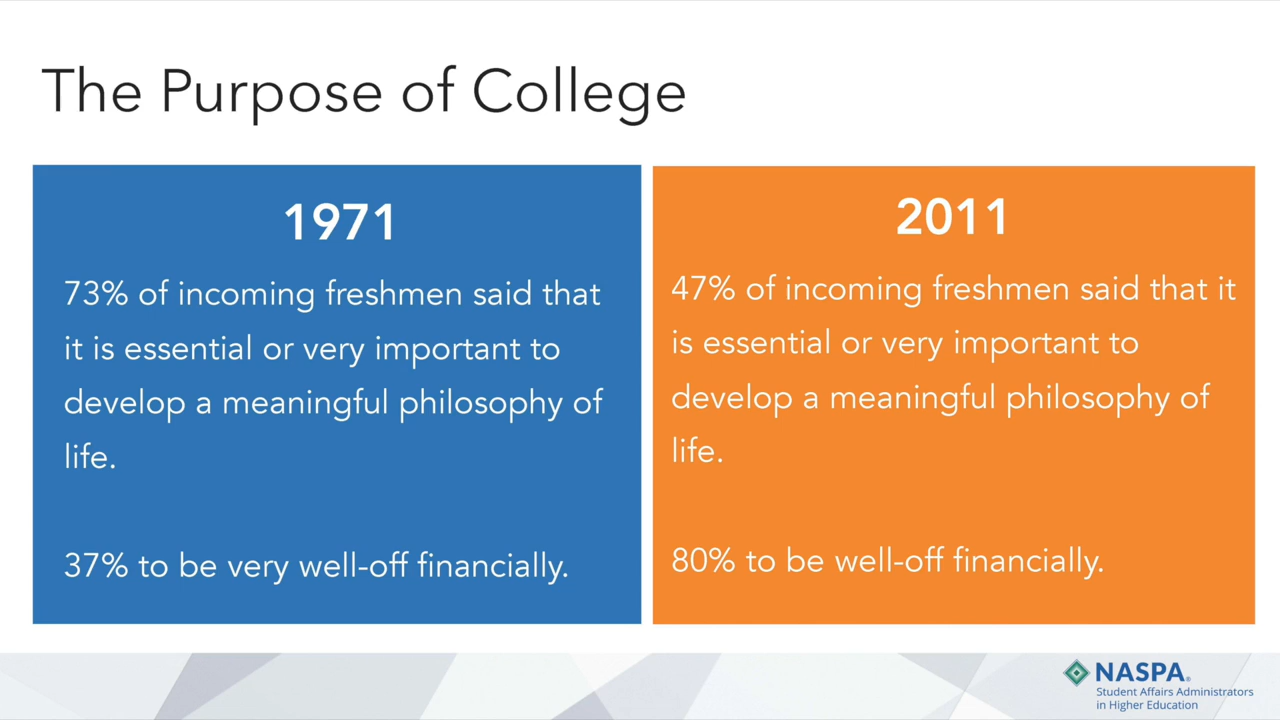 The Purpose of College
1971
73% of incoming freshmen said that
it is essential or very important to
develop a meaningful philosophy of
life.
37% to be very well-off financially.
2011
47% of incoming freshmen said that it
is essential or very important to
develop a meaningful philosophy of
life.
80% to be well-off financially.
NASPA®
Student Affairs Administrators
in Higher Education